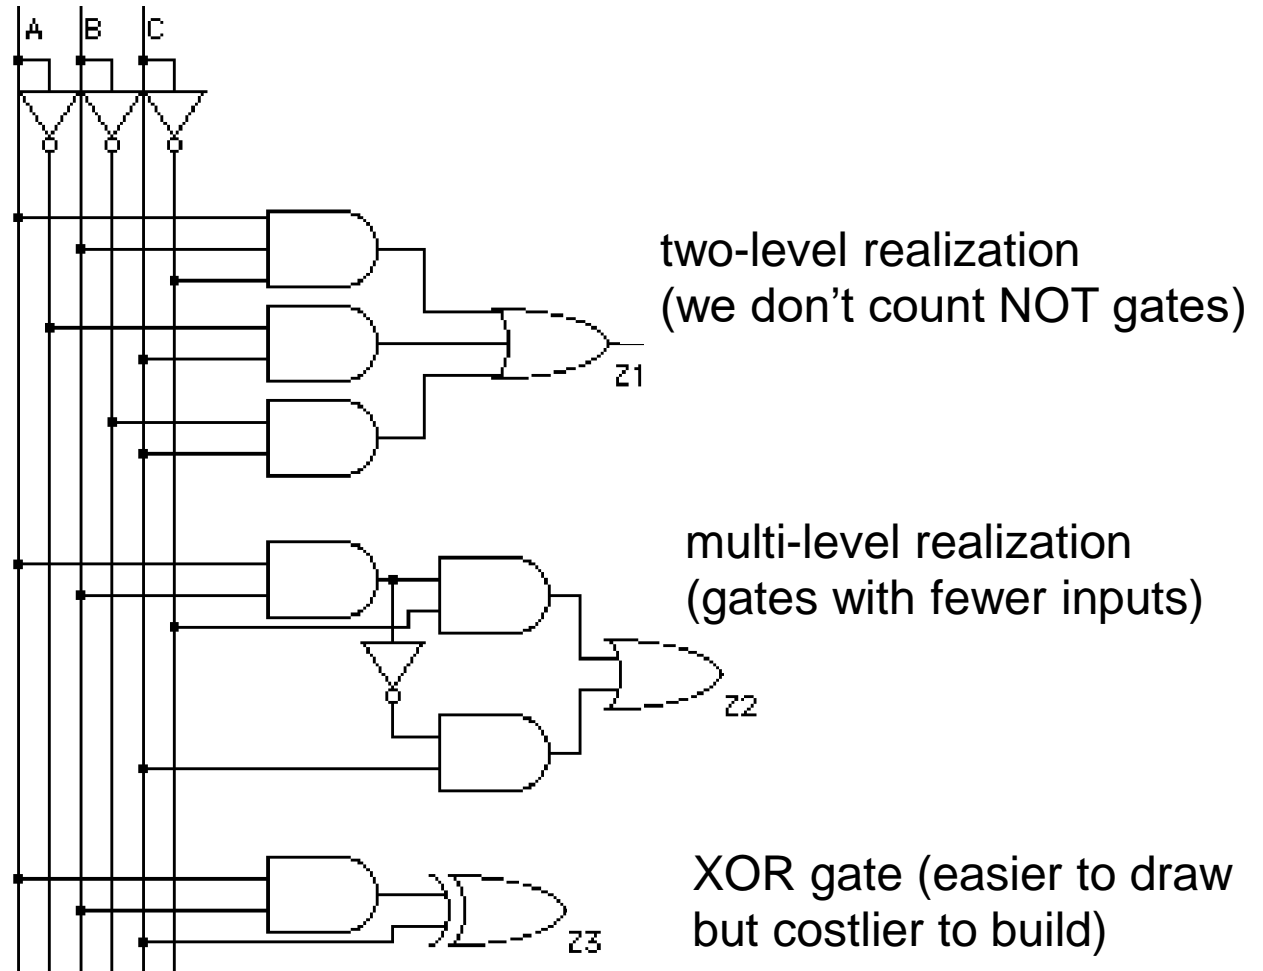 A B C
two-level realization
(we don't count NOT gates)
Z1
multi-level realization
(gates with fewer inputs)
Z2
XOR gate (easier to draw
but costlier to build)
Z3